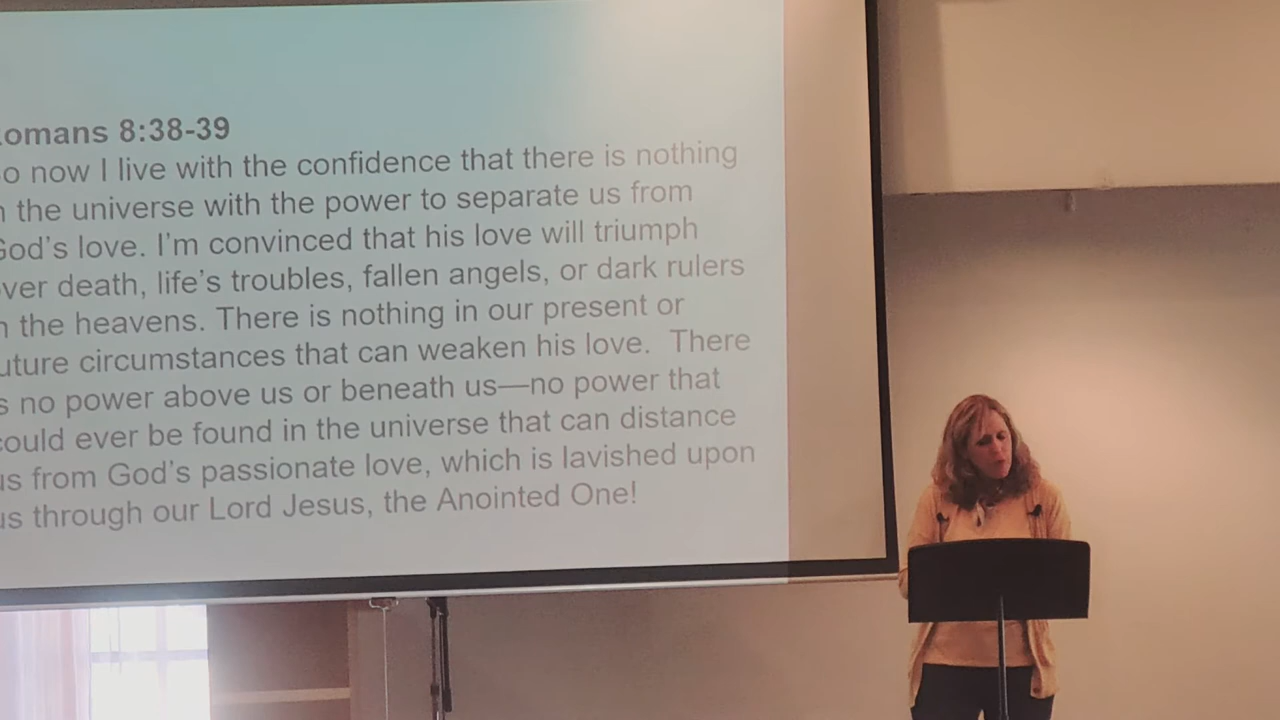 omans 8:38-39
o now I live with the confidence that there is nothing
the universe with the power to separate us from
God's love. I'm convinced that his love will triumph
ver death, life's troubles, fallen angels, or dark rulers
the heavens. There is nothing in our present or
uture circumstances that can weaken his love. There
s no power above us or beneath us—no power that
could ever be found in the universe that can distance
us from God's passionate love, which is lavished upon
us through our Lord Jesus, the Anointed One!